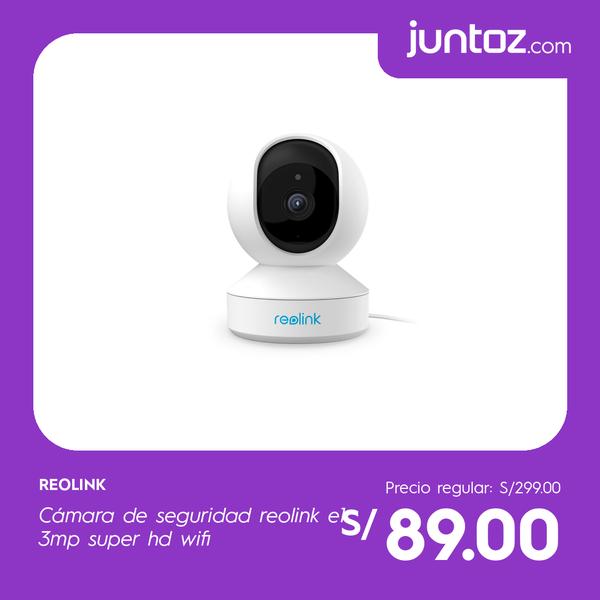 juntoz.com
reolink
REOLINK
Cámara de seguridad reolink e1
3mp super hd wifi
Precio regular: S/299.00
S/ 89.00